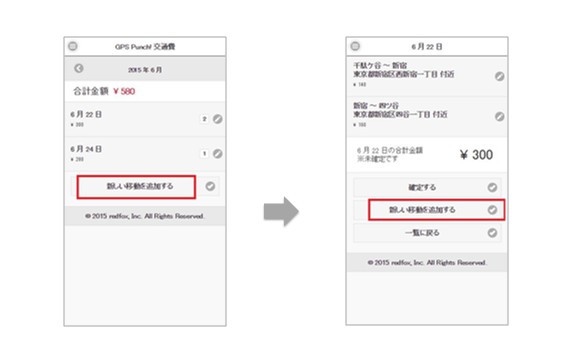 GPS Punch! 交通費
2015 年 6 月
合計金額 ¥ 580
6 月 22 日
2
6 月 24 日
1
新しい移動を追加する
© 2015 redfox, Inc. All Rights Reserved.
6 月 22 日
千駄ケ谷 ～ 新宿
東京都新宿区西新宿一丁目 付近
新宿 ～ 四ツ谷
東京都新宿区四谷一丁目 付近
6 月 22 日の合計金額
※未確定です
¥ 300
確定する
新しい移動を追加する
一覧に戻る
© 2015 redfox, Inc. All Rights Reserved.